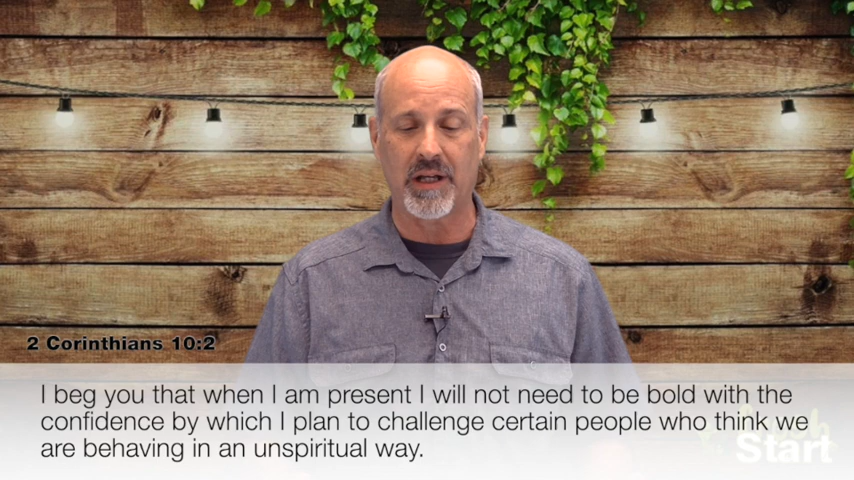 2 Corinthians 10:2
I beg you that when I am present I will not need to be bold with the
confidence by which I plan to challenge certain people who think we
are behaving in an unspiritual way.
Start